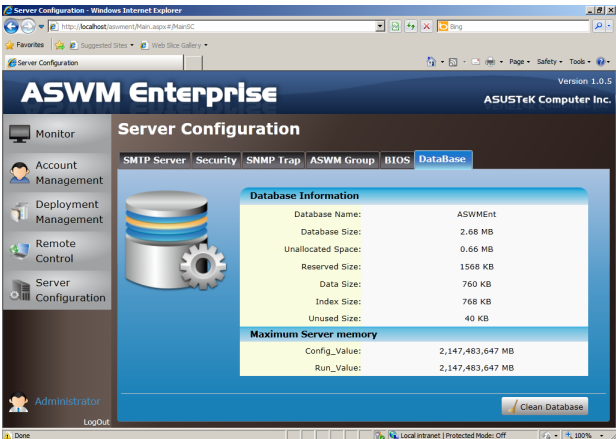 Server Configuration - Windows Internet Explorer
http://localhost/aswment/Main.aspx#/MainSC
Bing
Favorites Suggested Sites Web Slice Gallery
Server Configuration
Page Safety Tools
Version 1.0.5
ASWM Enterprise
ASUSTeK Computer Inc.
Monitor
Account Management
Deployment Management
Remote Control
Server Configuration
Administrator
LogOut
Server Configuration
SMTP Server Security SNMP Trap ASWM Group BIOS DataBase
Database Information
Database Name: ASWMEnt
Database Size: 2.68 MB
Unallocated Space: 0.66 MB
Reserved Size: 1568 KB
Data Size: 760 KB
Index Size: 768 KB
Unused Size: 40 KB
Maximum Server memory
Config_Value: 2,147,483,647 MB
Run_Value: 2,147,483,647 MB
Clean Database
Done
Local intranet | Protected Mode: Off
100%